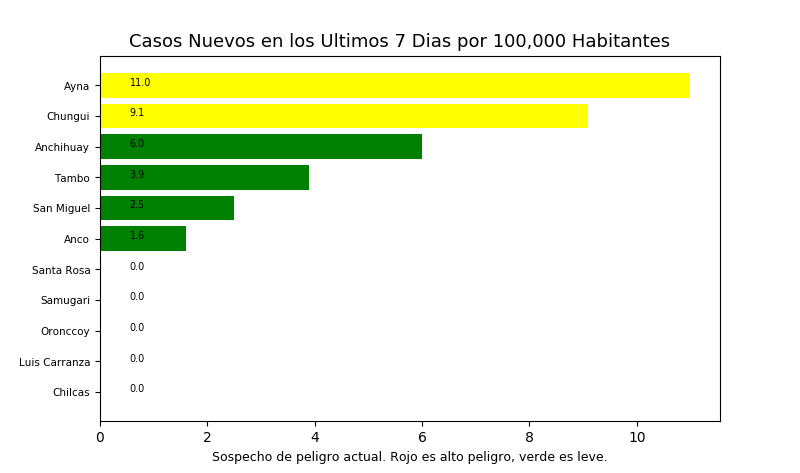 Casos Nuevos en los Ultimos 7 Dias por 100,000 Habitantes
Ayna 11.0
Chungui 9.1
Anchihuay 6.0
Tambo 3.9
San Miguel 2.5
Anco 1.6
Santa Rosa 0.0
Samugari 0.0
Oronccoy 0.0
Luis Carranza 0.0
Chilcas 0.0
0 2 4 6 8 10
Sospecho de peligro actual. Rojo es alto peligro, verde es leve.